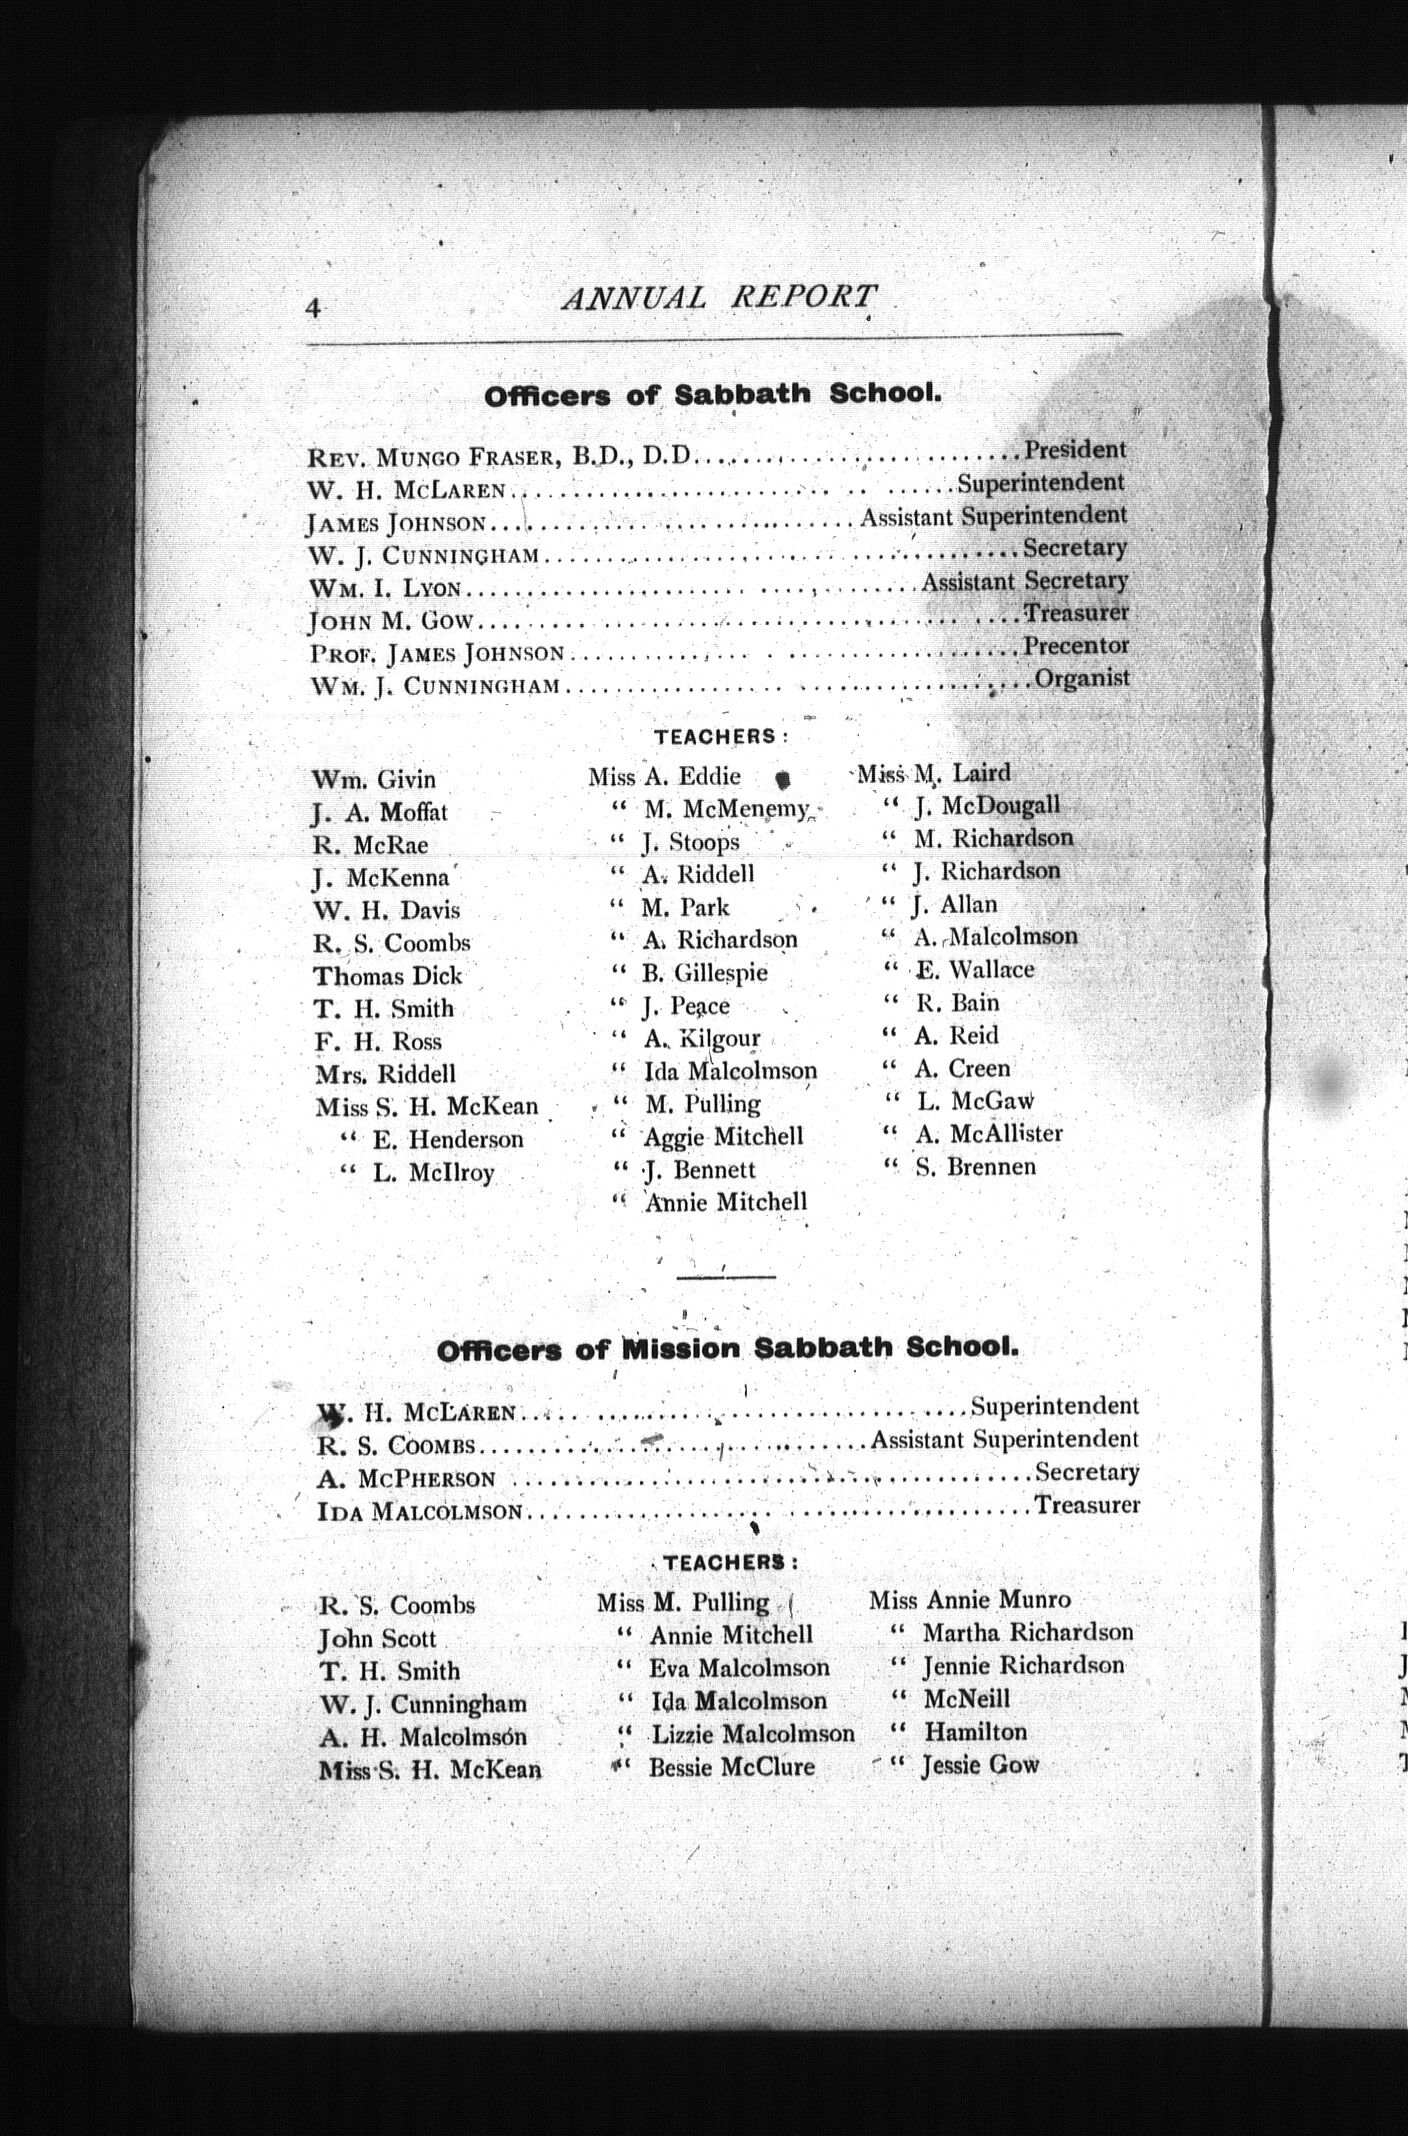 4 ANNUAL REPORT
Officers of Sabbath School.
REV. MUNGO FRASER, B.D., D.D. President
W. H. MCLAREN Superintendent
JAMES JOHNSON Assistant Superintendent
W. J. CUNNINGHAM Secretary
WM. I. LYON Assistant Secretary
JOHN M. GOW Treasurer
PROF. JAMES JOHNSON Precentor
WM. J. CUNNINGHAM Organist
TEACHERS:
Wm. Givin
J. A. Moffat
R. McRae
J. McKenna
W. H. Davis
R. S. Coombs
Thomas Dick
T. H. Smith
F. H. Ross
Mrs. Riddell
Miss S. H. McKean
“ E. Henderson
“ L. McIlroy
Miss A. Eddie
“ M. McMenemy
“ J. Stoops
“ A. Riddell
“ M. Park
“ A. Richardson
“ B. Gillespie
“ J. Peace
“ A. Kilgour
“ Ida Malcolmson
“ M. Pulling
“ Aggie Mitchell
“ J. Bennett
“ Annie Mitchell
Miss M. Laird
“ J. McDougall
“ M. Richardson
“ J. Richardson
“ J. Allan
“ A. Malcolmson
“ E. Wallace
“ R. Bain
“ A. Reid
“ A. Creen
“ L. McGaw
“ A. McAllister
“ S. Brennen
Officers of Mission Sabbath School.
W. H. MCLAREN Superintendent
R. S. COOMBS Assistant Superintendent
A. MCPHERSON Secretary
IDA MALCOLMSON Treasurer
TEACHERS:
R. S. Coombs
John Scott
T. H. Smith
W. J. Cunningham
A. H. Malcolmson
Miss S. H. McKean
Miss M. Pulling
“ Annie Mitchell
“ Eva Malcolmson
“ Ida Malcolmson
“ Lizzie Malcolmson
“ Bessie McClure
Miss Annie Munro
“ Martha Richardson
“ Jennie Richardson
“ McNeill
“ Hamilton
“ Jessie Gow